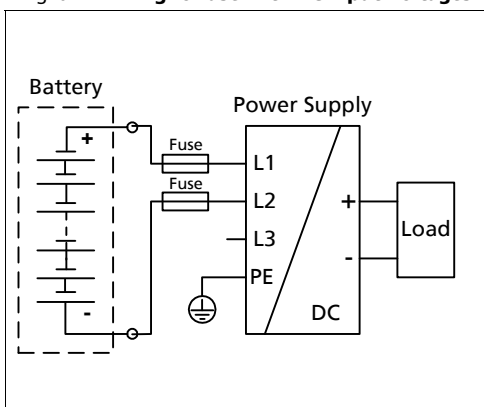 Battery
Power Supply
+
Fuse
L1
Fuse
L2
+
L3
Load
PE
-
-
DC